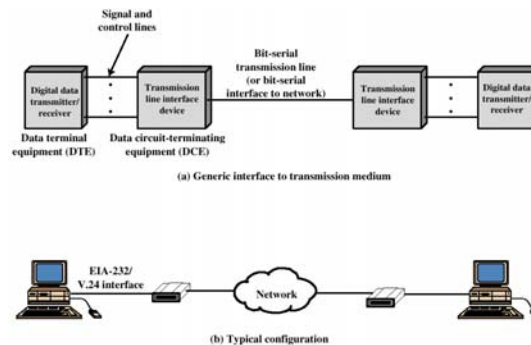 Signal and
control lines
Bit-serial
transmission line
(or bit-serial
interface to network)
Digital data
transmitter/
receiver
Transmission
line interface
device
Transmission
line interface
device
Digital data
transmitter/
receiver
Data terminal
equipment (DTE)
Data circuit-terminating
equipment (DCE)
(a) Generic interface to transmission medium
EIA-232/
V.24 interface
Network
(b) Typical configuration